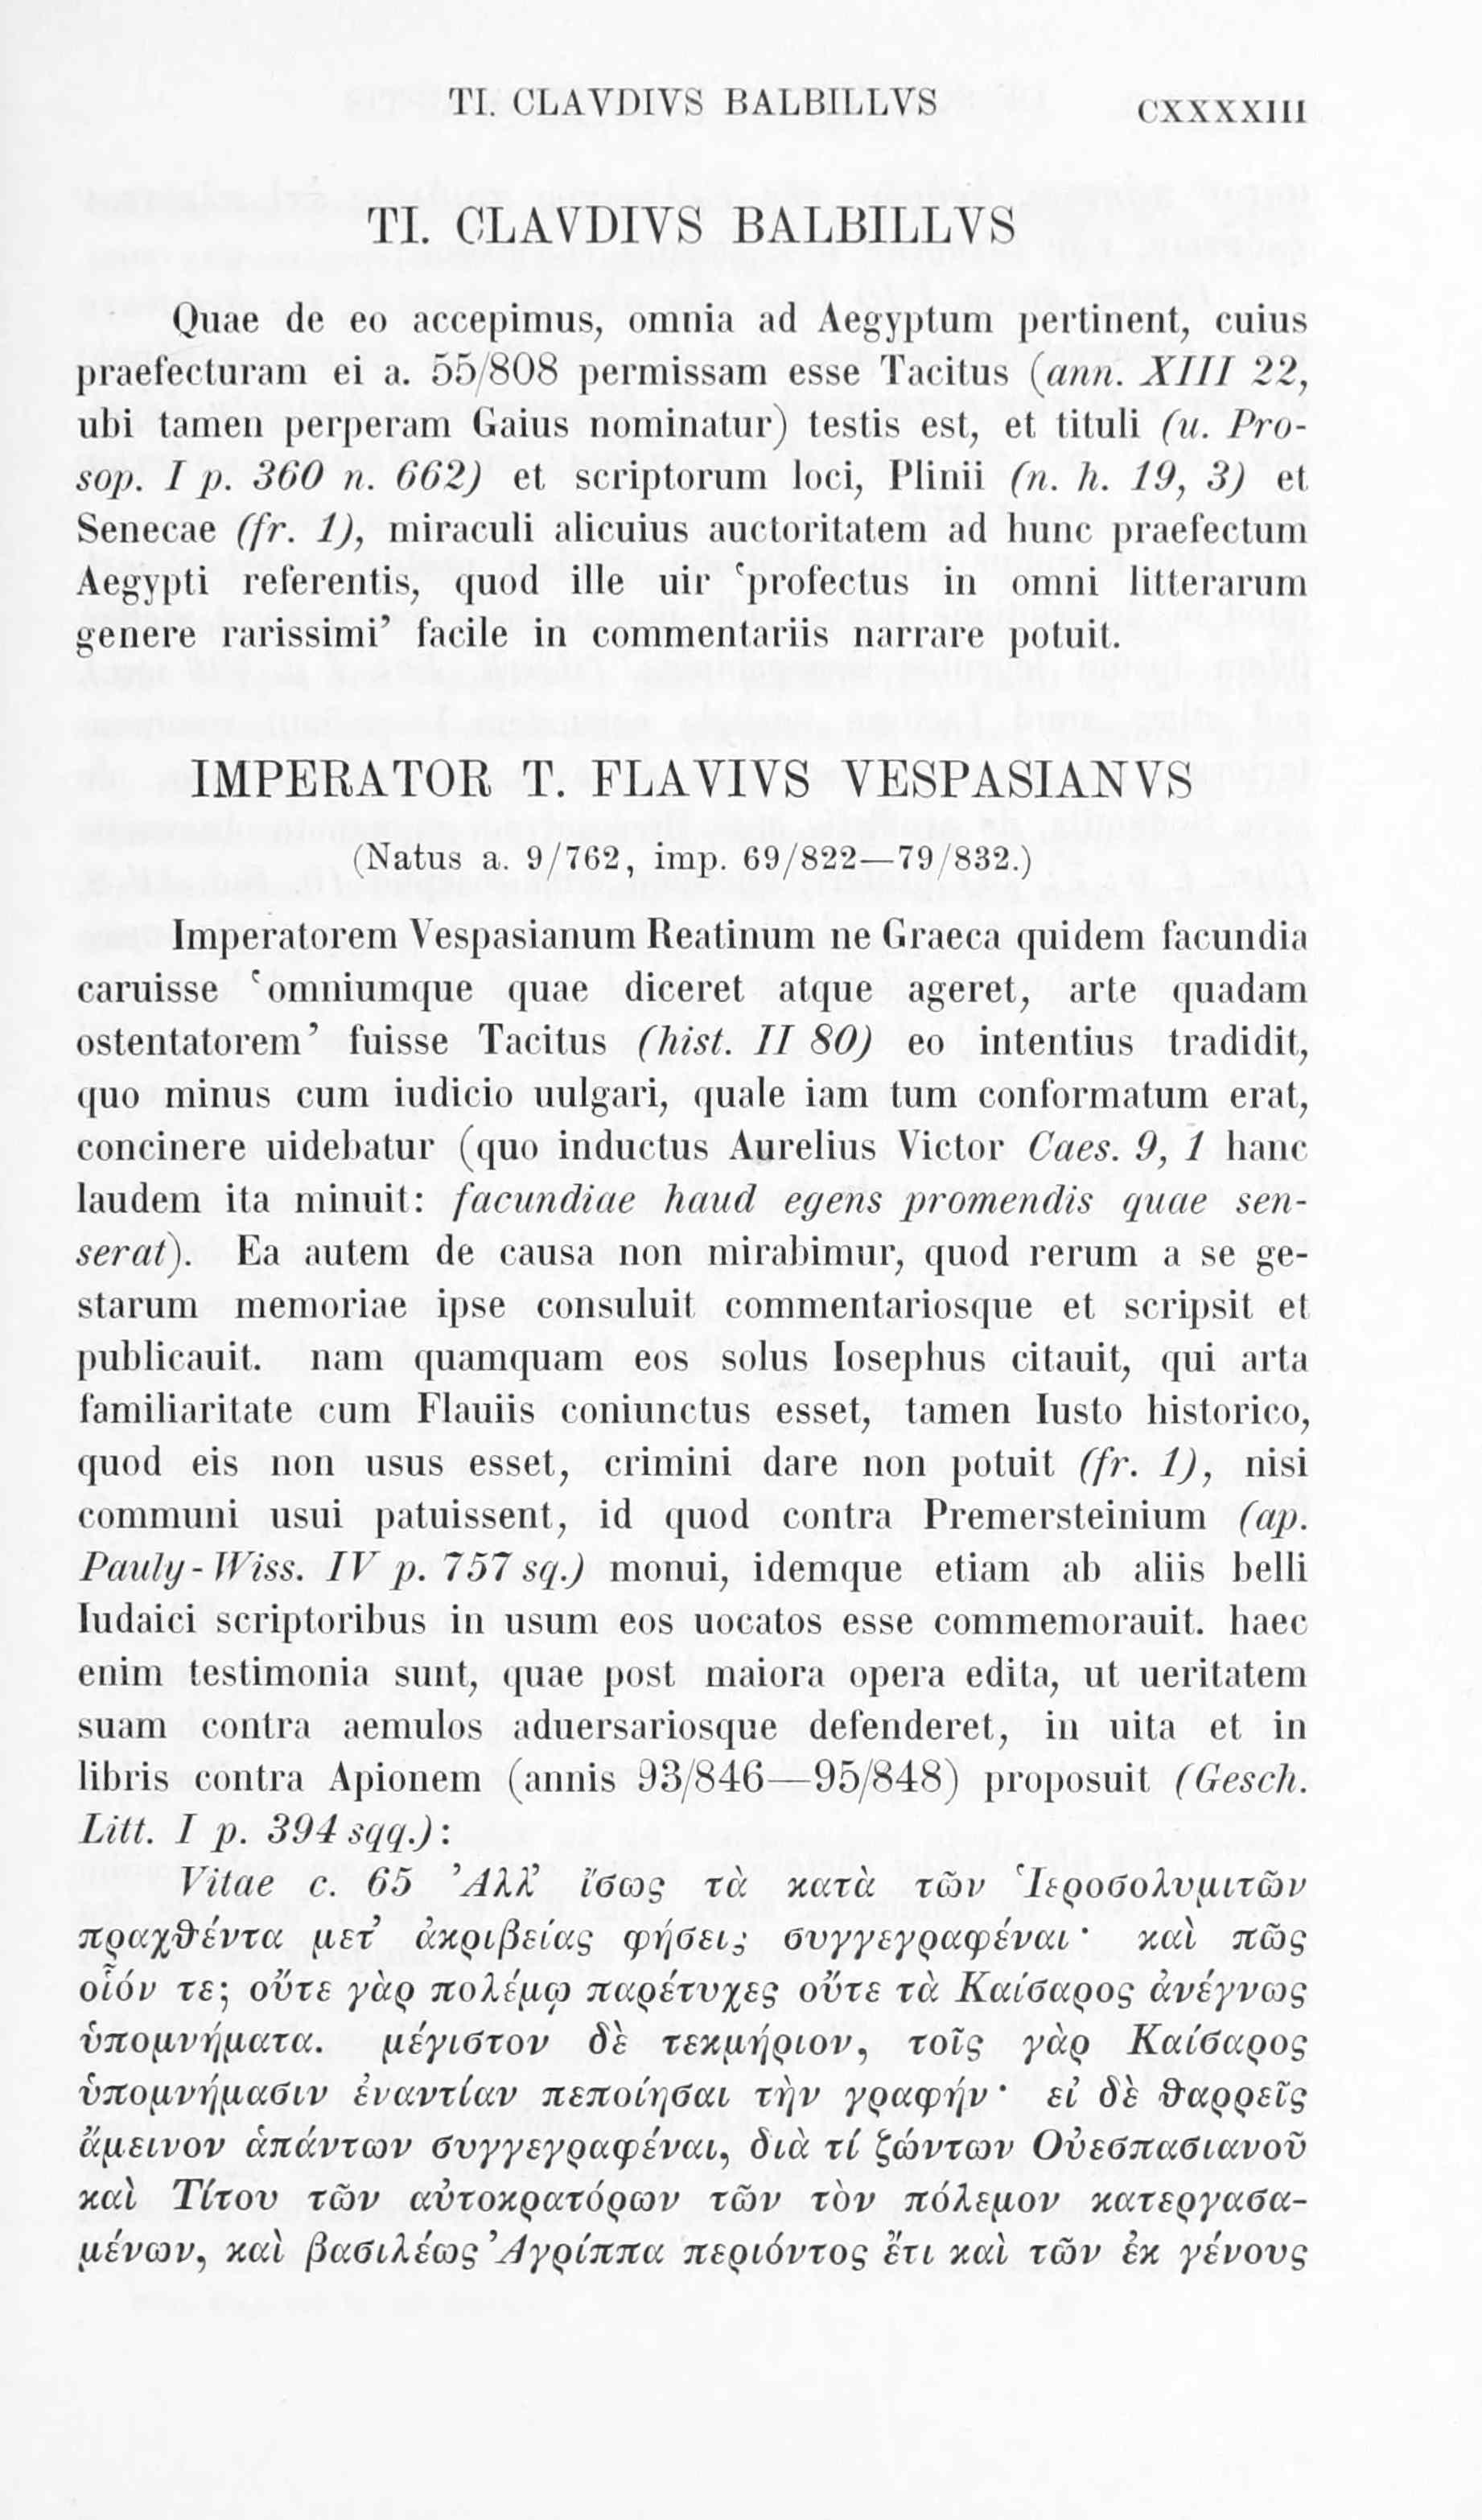 TI. CLAVDIVS BALBILLVS CXXXXIII
TI. CLAVDIVS BALBILLVS
Quae de eo accepimus, omnia ad Aegyptum pertinent, cuius
praefecturam ei a. 55/808 permissam esse Tacitus (ann. XIII 22,
ubi tamen perperam Gaius nominatur) testis est, et tituli (u. Pro-
sop. I p. 360 n. 662) et scriptorum loci, Plinii (n. h. 19, 3) et
Senecae (fr. 1), miraculi alicuius auctoritatem ad hunc praefectum
Aegypti referentis, quod ille uir ‘profectus in omni litterarum
genere rarissimi’ facile in commentariis narrare potuit.
IMPERATOR T. FLAVIVS VESPASIANVS
(Natus a. 9/762, imp. 69/822—79/832.)
Imperatorem Vespasianum Reatinum ne Graeca quidem facundia
caruisse ‘omniumque quae diceret atque ageret, arte quadam
ostentatorem’ fuisse Tacitus (hist. II 80) eo intentius tradidit,
quo minus cum iudicio uulgari, quale iam tum conformatum erat,
concinere uidebatur (quo inductus Aurelius Victor Caes. 9, 1 hanc
laudem ita minuit: facundiae haud egens promendis quae sen-
serat). Ea autem de causa non mirabimur, quod rerum a se ge-
starum memoriae ipse consuluit commentariosque et scripsit et
publicauit. nam quamquam eos solus Iosephus citauit, qui arta
familiaritate cum Flauiis coniunctus esset, tamen Iusto historico,
quod eis non usus esset, crimini dare non potuit (fr. 1), nisi
communi usui patuissent, id quod contra Premersteinium (ap.
Pauly-Wiss. IV p. 757 sq.) monui, idemque etiam ab aliis belli
Iudaici scriptoribus in usum eos uocatos esse commemorauit. haec
enim testimonia sunt, quae post maiora opera edita, ut ueritatem
suam contra aemulos aduersariosque defenderet, in uita et in
libris contra Apionem (annis 93/846—95/848) proposuit (Gesch.
Litt. I p. 394 sqq.):
Vitae c. 65 Ἀλλ’ ἴσως τὰ κατὰ τῶν Ἱεροσολυμιτῶν
πραχθέντα μετ’ ἀκριβείας φήσεις συγγεγραφέναι· καὶ πῶς
οἷόν τε; οὔτε γὰρ πολέμῳ παρέτυχες οὔτε τὰ Καίσαρος ἀνέγνως
ὑπομνήματα. μέγιστον δὲ τεκμήριον, τοῖς γὰρ Καίσαρος
ὑπομνήμασιν ἐναντίαν πεποίησαι τὴν γραφήν· εἰ δὲ θαρρεῖς
ἄμεινον ἁπάντων συγγεγραφέναι, διὰ τί ζώντων Οὐεσπασιανοῦ
καὶ Τίτου τῶν αὐτοκρατόρων τῶν τὸν πόλεμον κατεργασα-
μένων, καὶ βασιλέως Ἀγρίππα περιόντος ἔτι καὶ τῶν ἐκ γένους